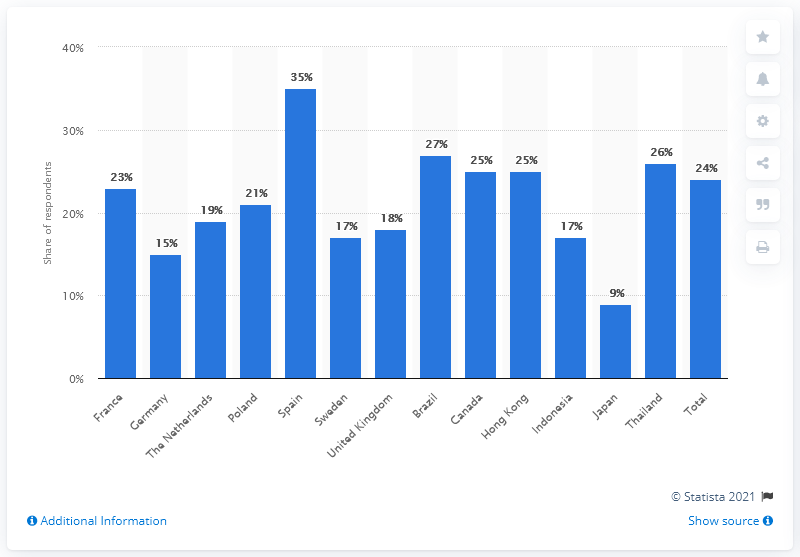 40%
30%
20%
10%
0%
Share of respondents
23%
15%
19%
21%
35%
17%
18%
27%
25%
25%
17%
9%
26%
24%
France
Germany
The Netherlands
Poland
Spain
Sweden
United Kingdom
Brazil
Canada
Hong Kong
Indonesia
Japan
Thailand
Total
© Statista 2021
Additional Information
Show source